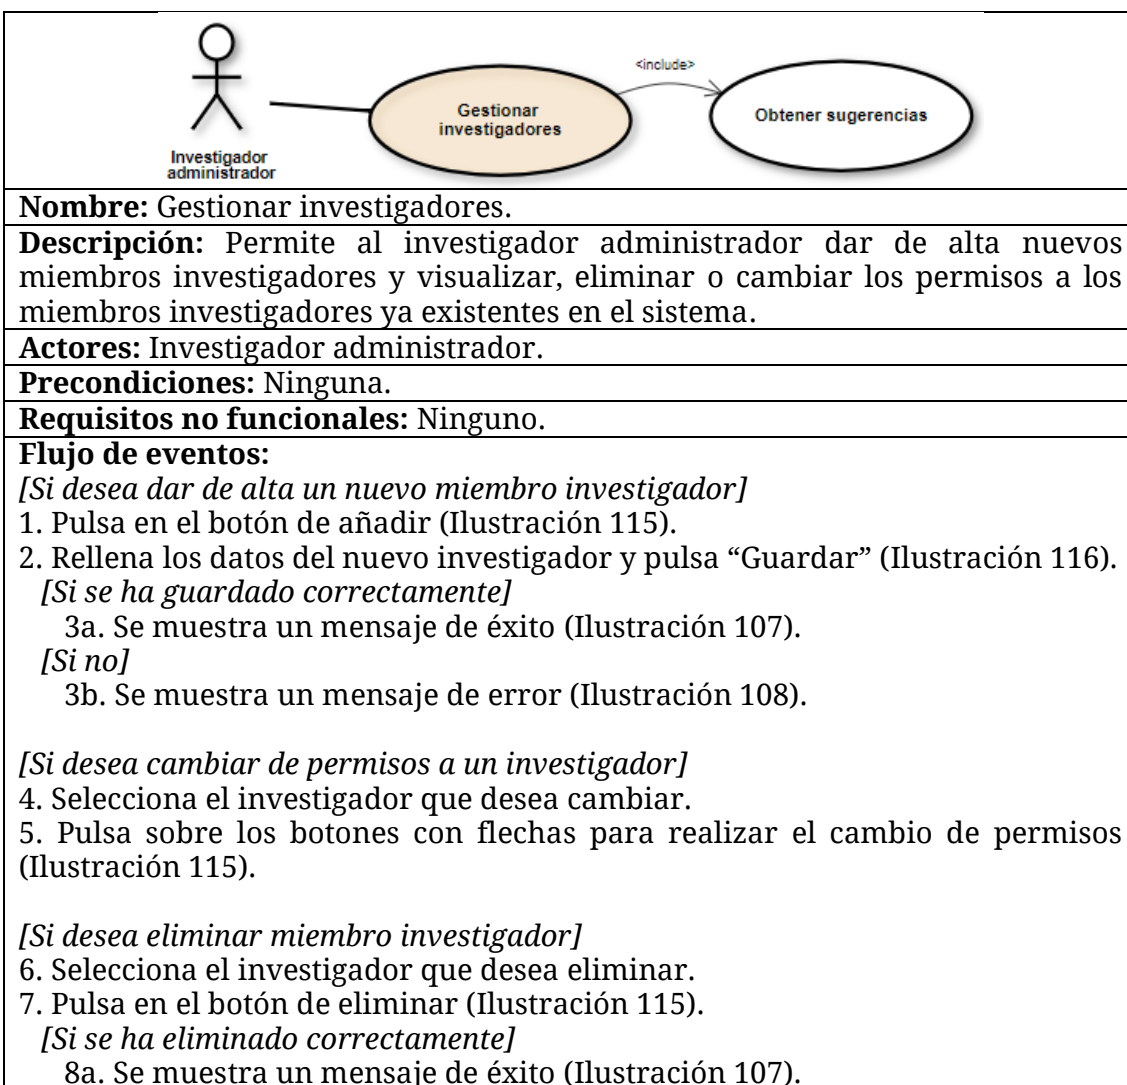 <include>
Gestionar
investigadores
Obtener sugerencias
Investigador
administrador
Nombre: Gestionar investigadores.
Descripción: Permite al investigador administrador dar de alta nuevos
miembros investigadores y visualizar, eliminar o cambiar los permisos a los
miembros investigadores ya existentes en el sistema.
Actores: Investigador administrador.
Precondiciones: Ninguna.
Requisitos no funcionales: Ninguno.
Flujo de eventos:
[Si desea dar de alta un nuevo miembro investigador]
1. Pulsa en el botón de añadir (Ilustración 115).
2. Rellena los datos del nuevo investigador y pulsa “Guardar” (Ilustración 116).
[Si se ha guardado correctamente]
3a. Se muestra un mensaje de éxito (Ilustración 107).
[Si no]
3b. Se muestra un mensaje de error (Ilustración 108).
[Si desea cambiar de permisos a un investigador]
4. Selecciona el investigador que desea cambiar.
5. Pulsa sobre los botones con flechas para realizar el cambio de permisos
(Ilustración 115).
[Si desea eliminar miembro investigador]
6. Selecciona el investigador que desea eliminar.
7. Pulsa en el botón de eliminar (Ilustración 115).
[Si se ha eliminado correctamente]
8a. Se muestra un mensaje de éxito (Ilustración 107).